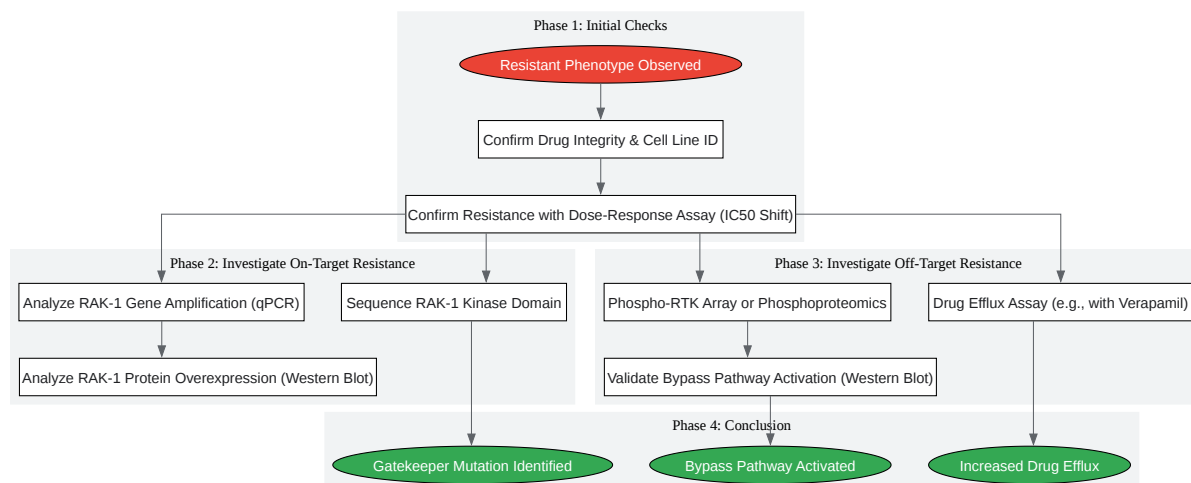 Phase 1: Initial Checks
Resistant Phenotype Observed
Confirm Drug Integrity & Cell Line ID
Confirm Resistance with Dose-Response Assay (IC50 Shift)
Phase 2: Investigate On-Target Resistance
Analyze RAK-1 Gene Amplification (qPCR)
Sequence RAK-1 Kinase Domain
Analyze RAK-1 Protein Overexpression (Western Blot)
Phase 3: Investigate Off-Target Resistance
Phospho-RTK Array or Phosphoproteomics
Drug Efflux Assay (e.g., with Verapamil)
Validate Bypass Pathway Activation (Western Blot)
Phase 4: Conclusion
Gatekeeper Mutation Identified
Bypass Pathway Activated
Increased Drug Efflux